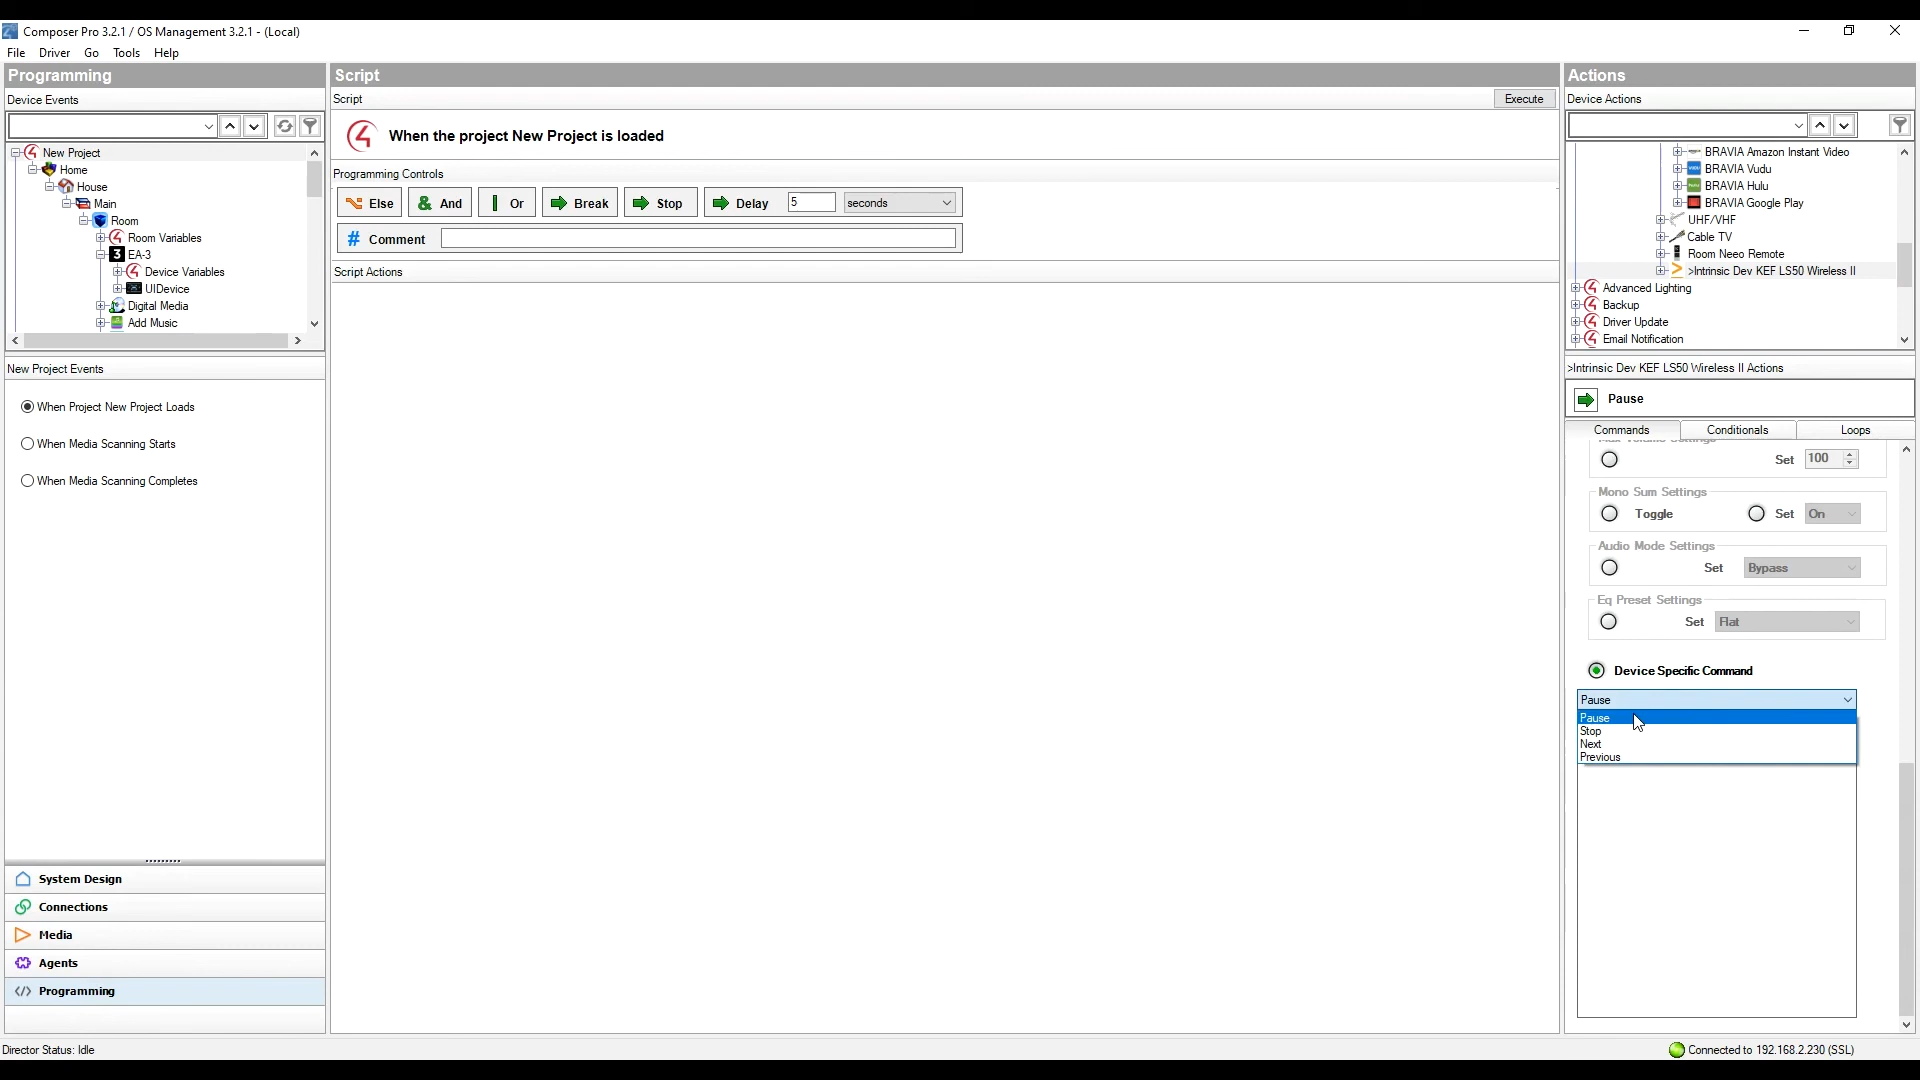 Composer Pro 3.2.1 / OS Management 3.2.1 - (Local)
File Driver Go Tools Help
Programming
Device Events
New Project
Home
House
Main
Room
Room Variables
EA-3
Device Variables
UIDevice
Digital Media
Add Music
New Project Events
When Project New Project Loads
When Media Scanning Starts
When Media Scanning Completes
System Design
Connections
Media
Agents
Programming
Script
Script Execute
When the project New Project is loaded
Programming Controls
Else And Or Break Stop Delay 5 seconds
# Comment
Script Actions
Actions
Device Actions
BRAVIA Amazon Instant Video
BRAVIA Vudu
BRAVIA Hulu
BRAVIA Google Play
UHF/VHF
Cable TV
Room Neeo Remote
>Intrinsic Dev KEF LS50 Wireless II
Advanced Lighting
Backup
Driver Update
Email Notification
>Intrinsic Dev KEF LS50 Wireless II Actions
Pause
Commands Conditionals Loops
Set 100
Mono Sum Settings
Toggle Set On
Audio Mode Settings
Set Bypass
Eq Preset Settings
Set Flat
Device Specific Command
Pause
Pause
Stop
Next
Previous
Director Status: Idle
Connected to 192.168.2.230 (SSL)